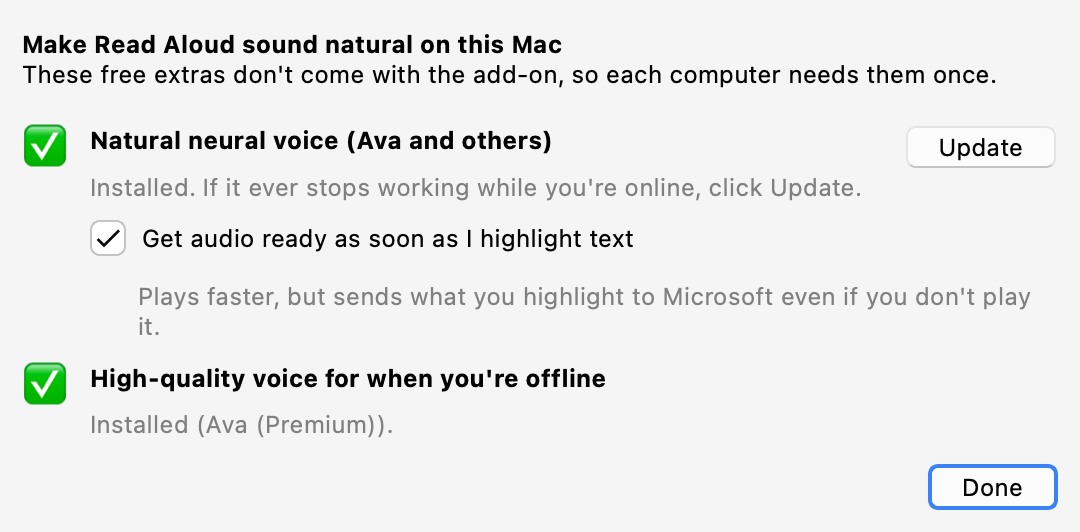 Make Read Aloud sound natural on this Mac
These free extras don't come with the add-on, so each computer needs them once.
Natural neural voice (Ava and others)
Update
Installed. If it ever stops working while you're online, click Update.
Get audio ready as soon as I highlight text
Plays faster, but sends what you highlight to Microsoft even if you don't play
it.
High-quality voice for when you're offline
Installed (Ava (Premium)).
Done